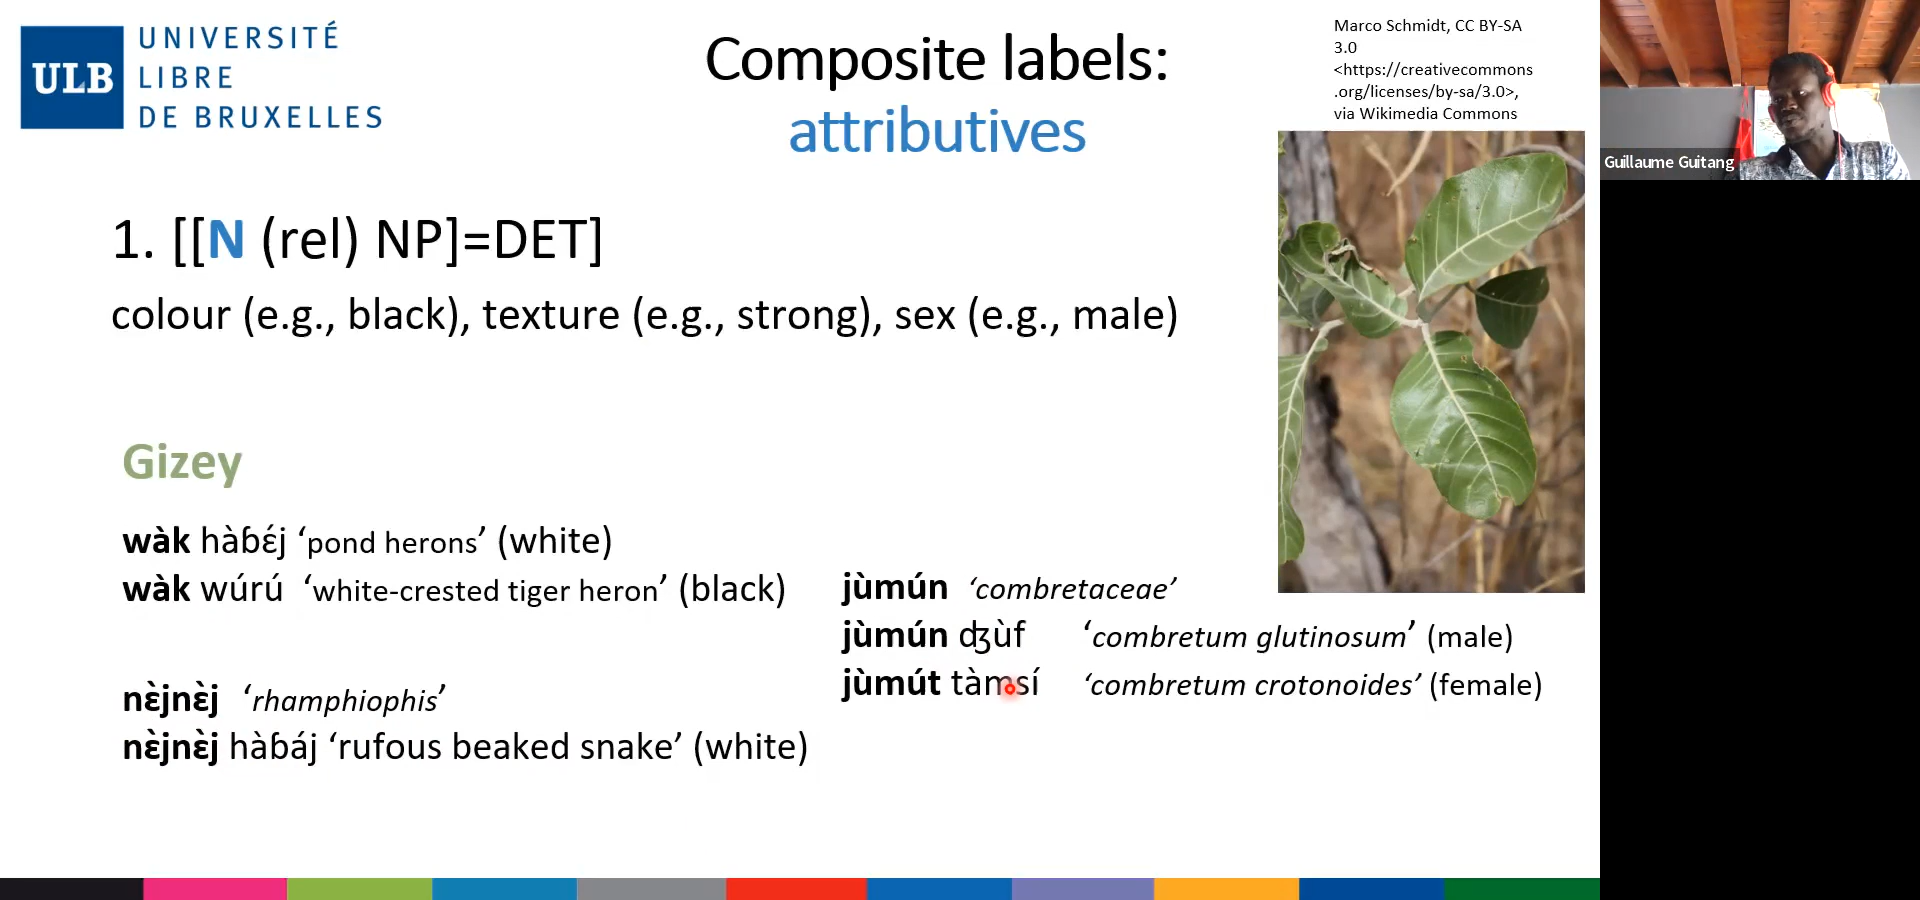 ULB
UNIVERSITÉ
LIBRE
DE BRUXELLES
Composite labels:
attributives
Marco Schmidt, CC BY-SA
3.0
<https://creativecommons
.org/licenses/by-sa/3.0>,
via Wikimedia Commons
Guillaume Guitang
1. [[N (rel) NP]=DET]
colour (e.g., black), texture (e.g., strong), sex (e.g., male)
Gizey
wàk hàɓɛ́j ‘pond herons’ (white)
wàk wúrú ‘white-crested tiger heron’ (black)
nɛ̀jnɛ̀j ‘rhamphiophis’
nɛ̀jnɛ̀j hàɓáj ‘rufous beaked snake’ (white)
jùmún ‘combretaceae’
jùmún ʤùf ‘combretum glutinosum’ (male)
jùmút tàmsí ‘combretum crotonoides’ (female)